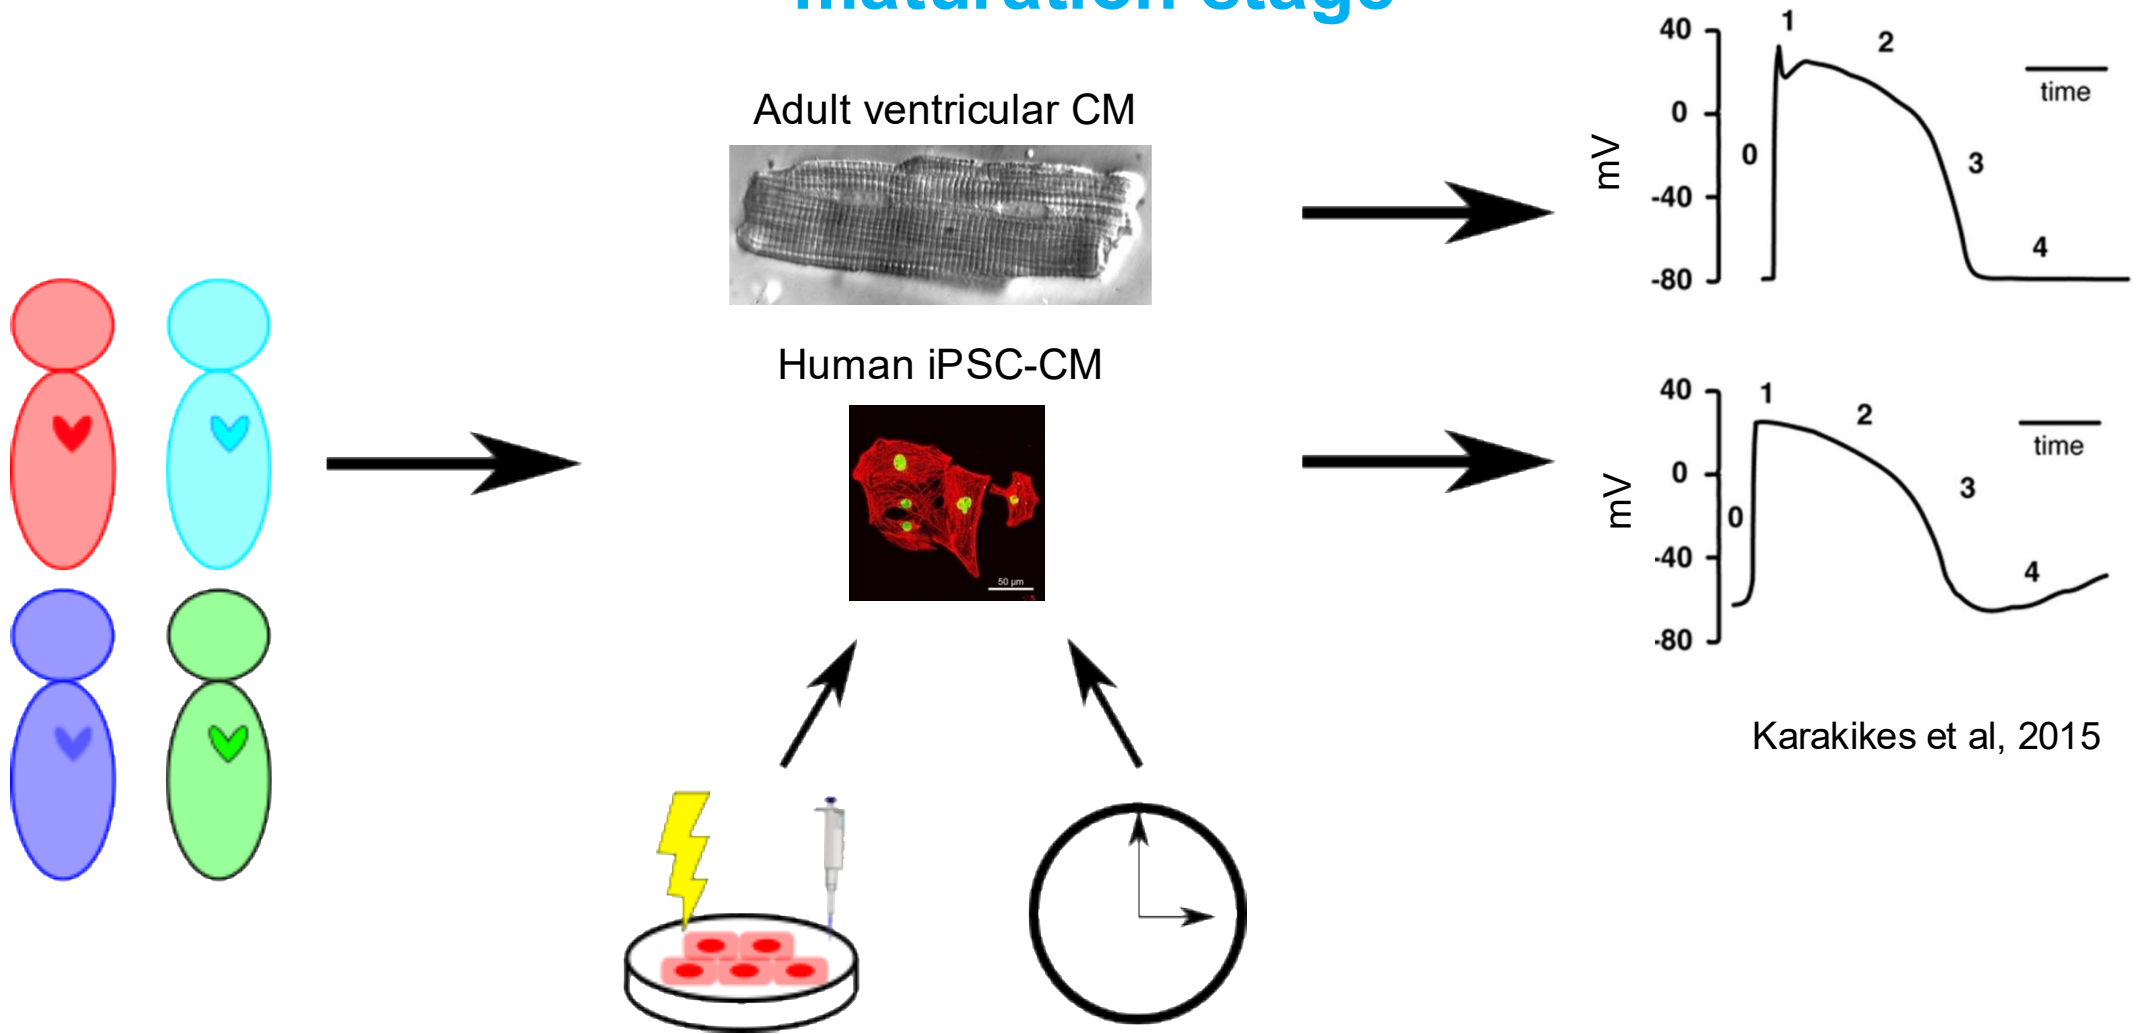 maturation stage
Adult ventricular CM
Human iPSC-CM
50 µm
40
0
-40
-80
mV
0
1
2
3
4
time
40
0
-40
-80
mV
0
1
2
3
4
time
Karakikes et al, 2015